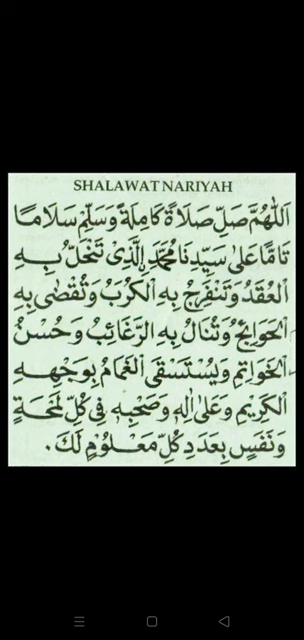 SHALAWAT NARIYAH
اَللّٰهُمَّ صَلِّ صَلَاةً كَامِلَةً وَسَلِّمْ سَلَامًا
تَامًّا عَلٰى سَيِّدِنَا مُحَمَّدِ الَّذِيْ تَنْحَلُّ بِهِ
الْعُقَدُ وَتَنْفَرِجُ بِهِ الْكُرَبُ وَتُقْضٰى بِهِ
الْحَوَائِجُ وَتُنَالُ بِهِ الرَّغَائِبُ وَحُسْنُ
الْخَوَاتِمِ وَيُسْتَسْقَى الْغَمَامُ بِوَجْهِهِ
الْكَرِيْمِ وَعَلٰى اٰلِهِ وَصَحْبِهِ فِيْ كُلِّ لَمْحَةٍ
وَنَفَسٍ بِعَدَدِ كُلِّ مَعْلُوْمٍ لَكَ.